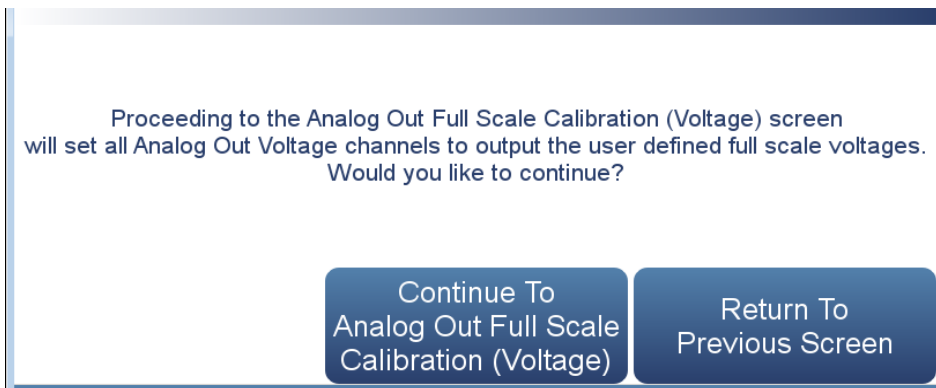 Proceeding to the Analog Out Full Scale Calibration (Voltage) screen
will set all Analog Out Voltage channels to output the user defined full scale voltages.
Would you like to continue?
Continue To
Analog Out Full Scale
Calibration (Voltage)
Return To
Previous Screen